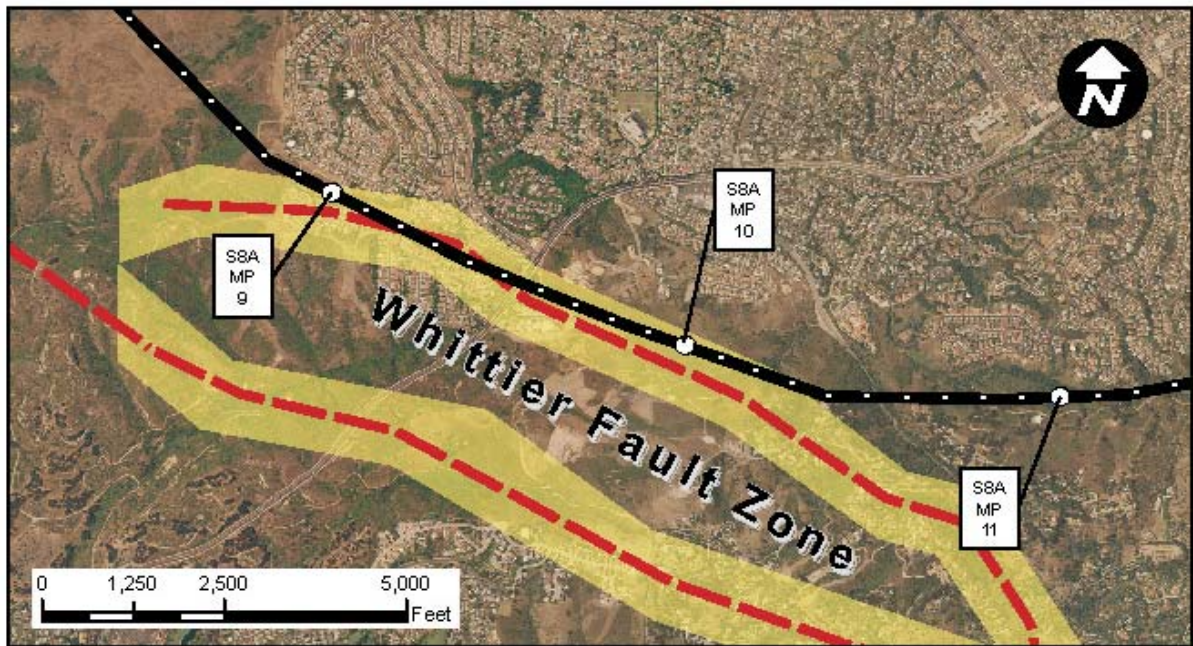 N
S8A
MP
10
S8A
MP
9
Whittier Fault Zone
S8A
MP
11
0 1,250 2,500 5,000
Feet